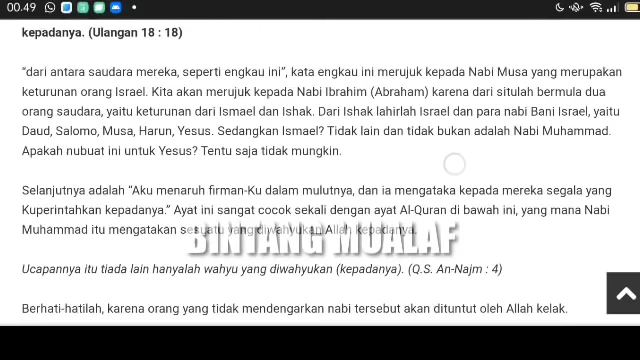 00.49
kepadanya. (Ulangan 18 : 18)
"dari antara saudara mereka, seperti engkau ini", kata engkau ini merujuk kepada Nabi Musa yang merupakan
keturunan orang Israel. Kita akan merujuk kepada Nabi Ibrahim (Abraham) karena dari situlah bermula dua
orang saudara, yaitu keturunan dari Ismael dan Ishak. Dari Ishak lahirlah Israel dan para nabi Bani Israel, yaitu
Daud, Salomo, Musa, Harun, Yesus. Sedangkan Ismael? Tidak lain dan tidak bukan adalah Nabi Muhammad.
Apakah nubuat ini untuk Yesus? Tentu saja tidak mungkin.
Selanjutnya adalah "Aku menaruh firman-Ku dalam mulutnya, dan ia mengataka kepada mereka segala yang
Kuperintahkan kepadanya." Ayat ini sangat cocok sekali dengan ayat Al-Quran di bawah ini, yang mana Nabi
Muhammad itu mengatakan sesuatu yang diwahyukan Allah kepadanya.
BINTANG MUALAF
Ucapannya itu tiada lain hanyalah wahyu yang diwahyukan (kepadanya). (Q.S. An-Najm : 4)
Berhati-hatilah, karena orang yang tidak mendengarkan nabi tersebut akan dituntut oleh Allah kelak.